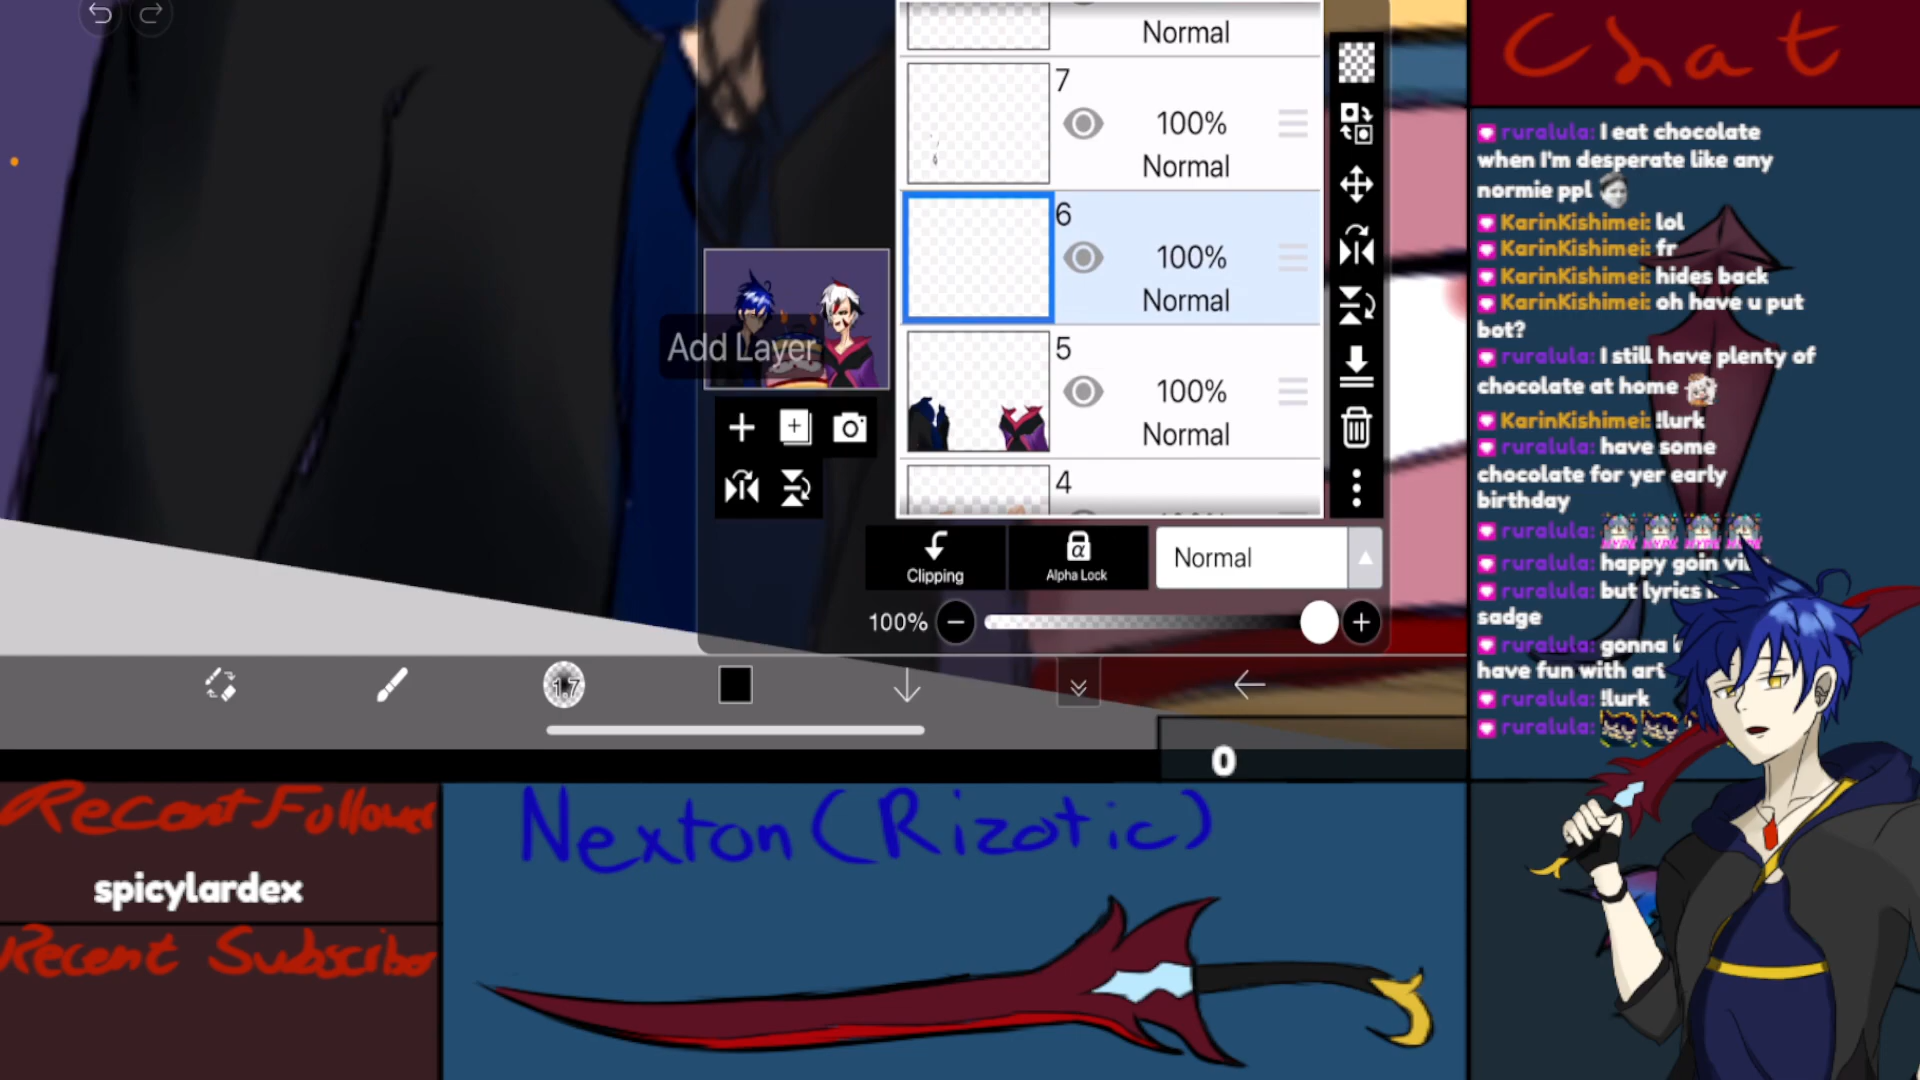 Normal
7
100%
Normal
6
100%
Normal
Add Layer
5
100%
Normal
4
Clipping
α
Alpha Lock
Normal
100%
1.7
0
Chat
ruralula: I eat chocolate
when I'm desperate like any
normie ppl
KarinKishimei: lol
KarinKishimei: fr
KarinKishimei: hides back
KarinKishimei: oh have u put
bot?
ruralula: I still have plenty of
chocolate at home
KarinKishimei: !lurk
ruralula: have some
chocolate for yer early
birthday
ruralula:
ruralula: happy goin
ruralula: but lyrics
sadge
ruralula: gonna
have fun with art
ruralula: !lurk
ruralula:
Recent Follower
spicylardex
Recent Subscriber
Nexton (Rizotic)